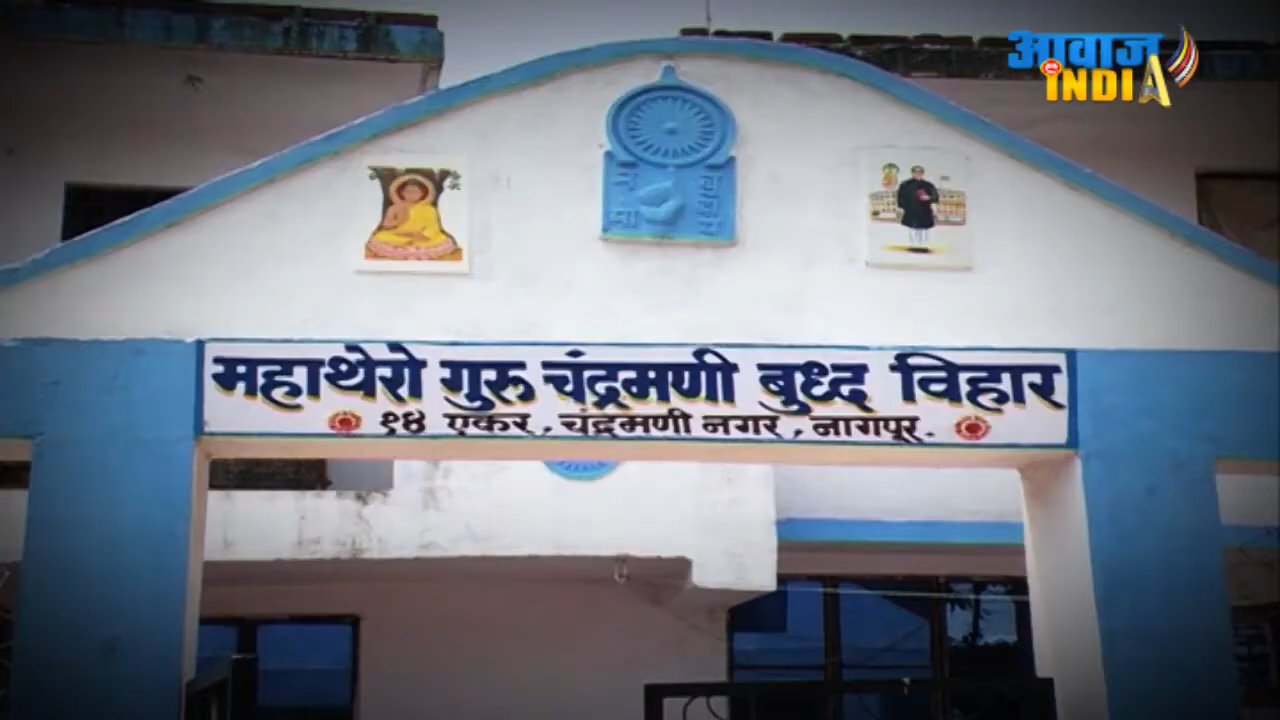 आवाज
INDIA
महाथेरो गुरू चंद्रमणी बुध्द विहार
१४ एकर, चंद्रमणी नगर, नागपूर.